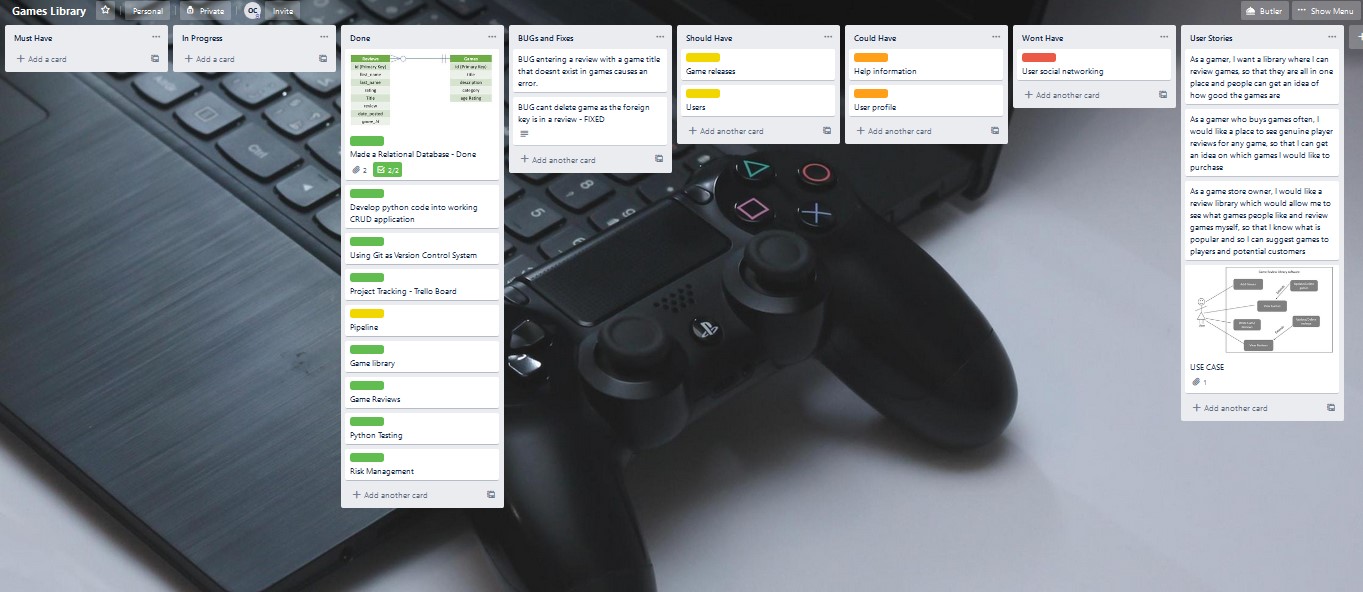 Games Library
Personal
Private
OC
Invite
Butler
Show Menu
Must Have
Add a card
In Progress
Add a card
Done
Reviews
id (Primary Key)
first_name
last_name
rating
Title
review
date_posted
game_id
Games
id (Primary Key)
title
description
category
age Rating
Made a Relational Database - Done
2
2/2
Develop python code into working
CRUD application
Using Git as Version Control System
Project Tracking - Trello Board
Pipeline
Game library
Game Reviews
Python Testing
Risk Management
Add another card
BUGs and Fixes
BUG entering a review with a game title
that doesnt exist in games causes an
error.
BUG cant delete game as the foreign
key is in a review - FIXED
Add another card
Should Have
Game releases
Users
Add another card
Could Have
Help information
User profile
Add another card
Wont Have
User social networking
Add another card
User Stories
As a gamer, I want a library where I can
review games, so that they are all in one
place and people can get an idea of
how good the games are
As a gamer who buys games often, I
would like a place to see genuine player
reviews for any game, so that I can get
an idea on which games I would like to
purchase
As a game store owner, I would like a
review library which would allow me to
see what games people like and review
games myself, so that I know what is
popular and so I can suggest games to
players and potential customers
USE CASE
1
Add another card